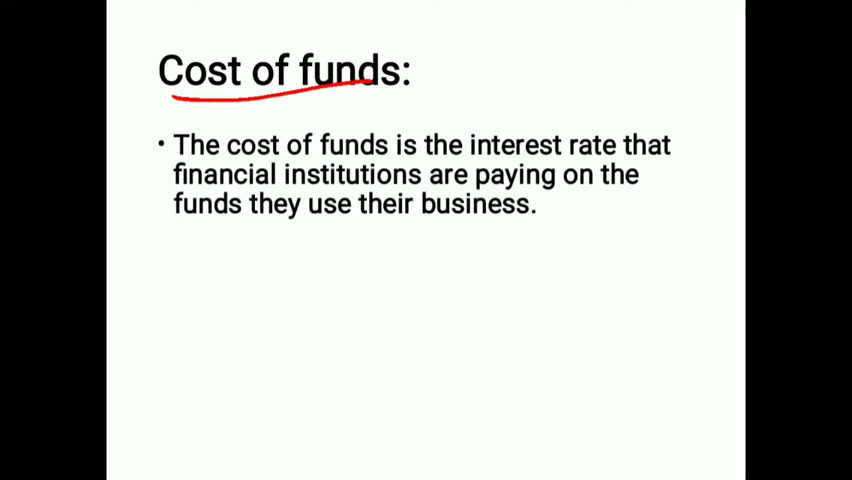 Cost of funds:
• The cost of funds is the interest rate that
financial institutions are paying on the
funds they use their business.